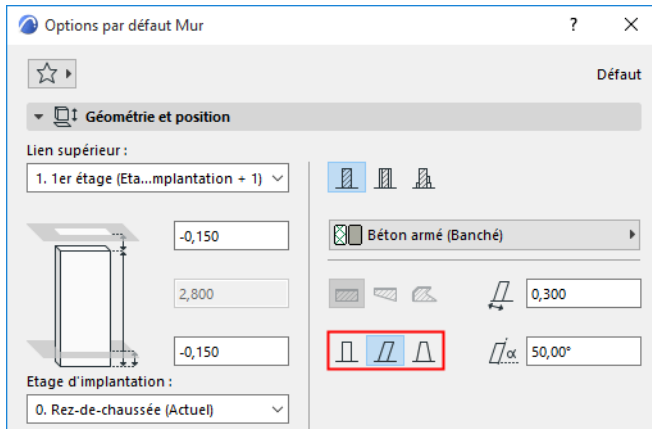 Options par défaut Mur
?
Défaut
Géométrie et position
Lien supérieur :
1. 1er étage (Eta...mplantation + 1)
-0,150
Béton armé (Banché)
2,800
0,300
-0,150
α 50,00°
Etage d'implantation :
0. Rez-de-chaussée (Actuel)